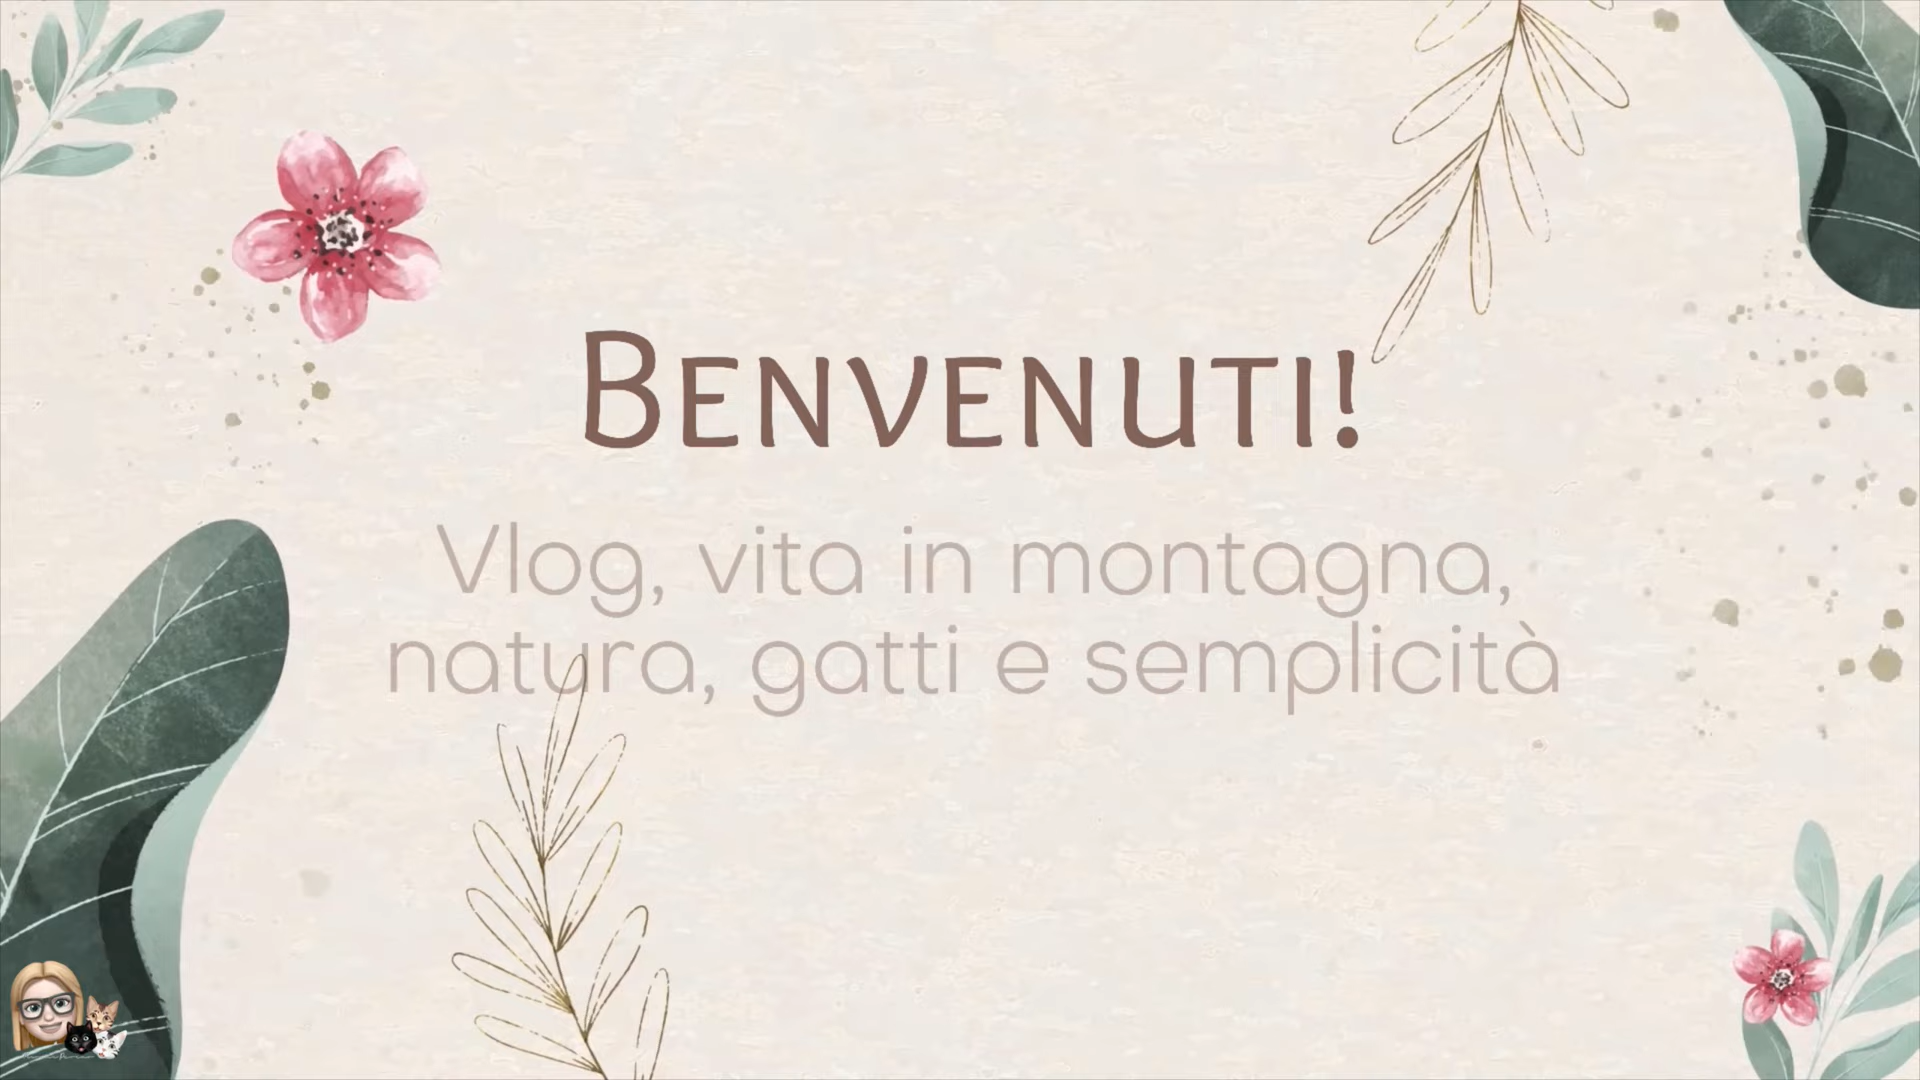 BENVENUTI!
Vlog, vita in montagna,
natura, gatti e semplicità